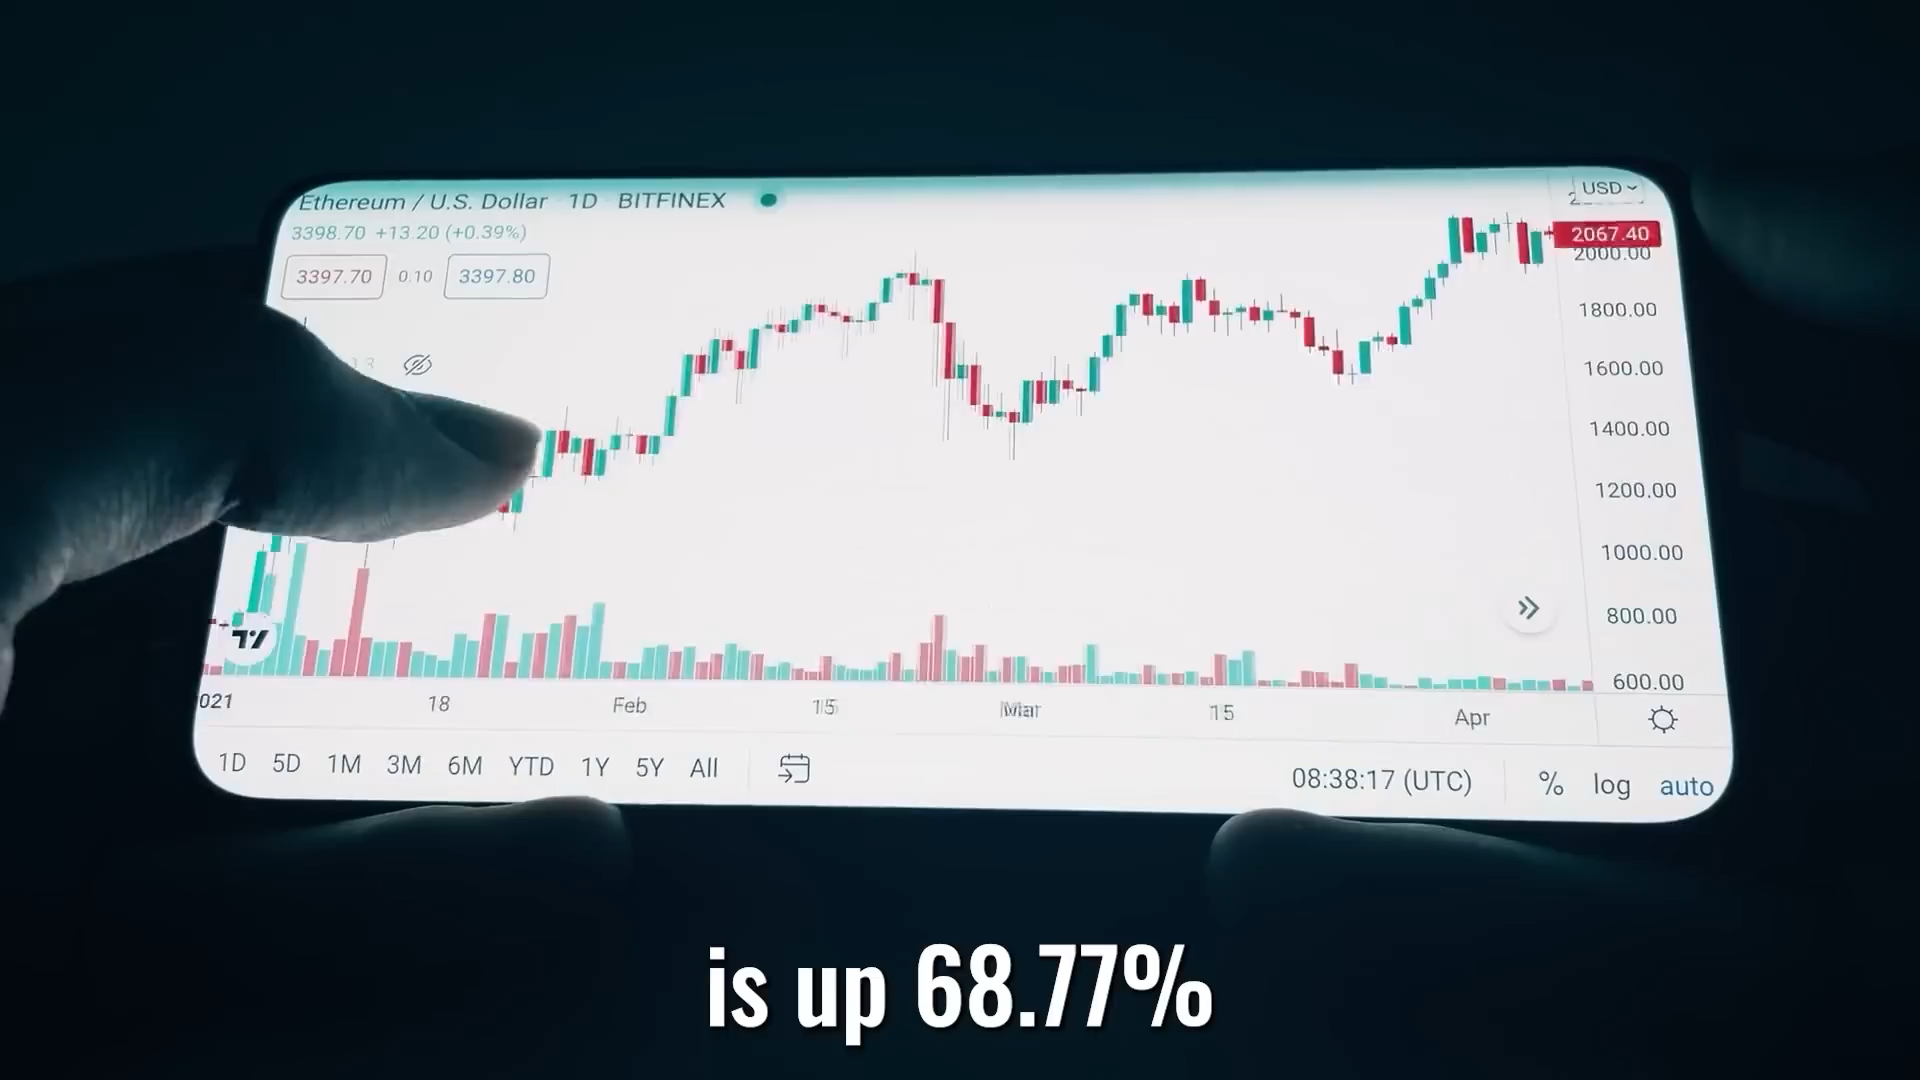 Ethereum / U.S. Dollar 1D BITFINEX
USD
3398.70 +13.20 (+0.39%)
2067.40
2000.00
3397.70 0.10 3397.80
1800.00
1600.00
1400.00
1200.00
1000.00
800.00
600.00
021 18 Feb 15 Mar 15 Apr
1D 5D 1M 3M 6M YTD 1Y 5Y All
08:38:17 (UTC) % log auto
is up 68.77%